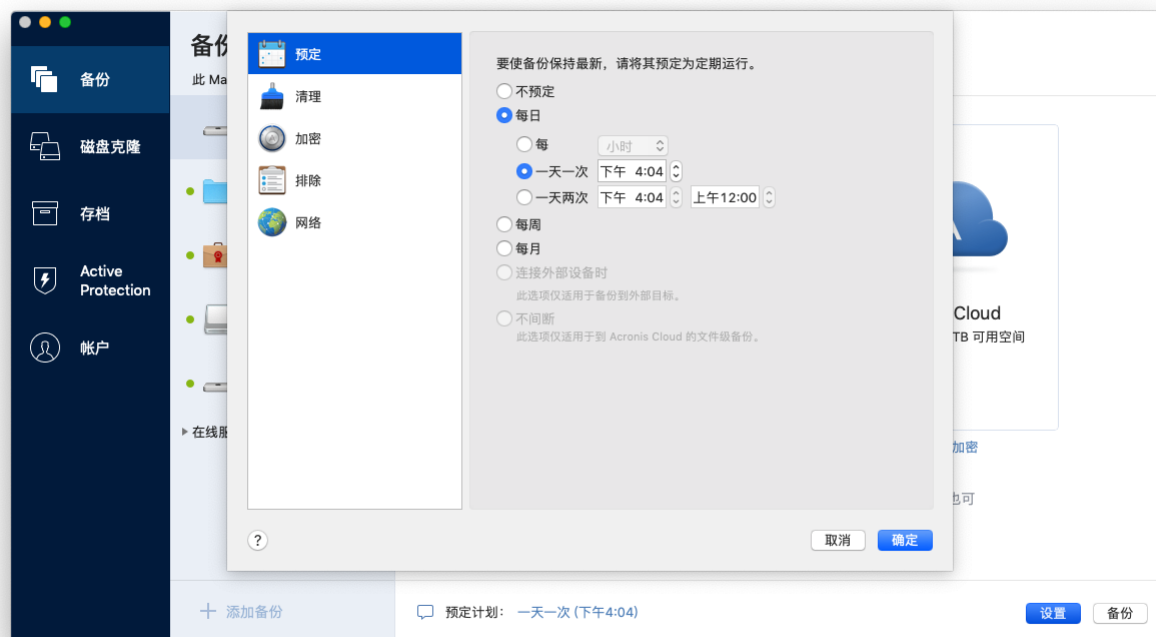 备份
磁盘克隆
存档
Active
Protection
帐户
备份
此 Ma
在线服
添加备份
预定
清理
加密
排除
网络
要使备份保持最新，请将其预定为定期运行。
不预定
每日
每 小时
一天一次 下午 4:04
一天两次 下午 4:04 上午12:00
每周
每月
连接外部设备时
此选项仅适用于备份到外部目标。
不间断
此选项仅适用于到 Acronis Cloud 的文件级备份。
?
取消 确定
Cloud
TB 可用空间
加密
也可
预定计划： 一天一次 (下午4:04)
设置 备份